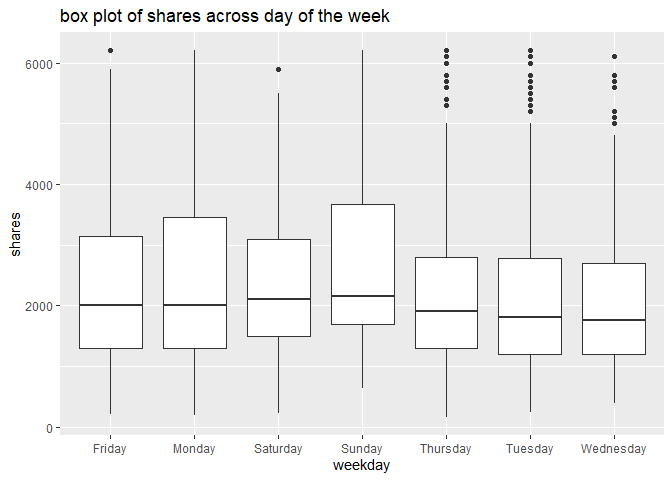 box plot of shares across day of the week
6000
4000
2000
0
shares
Friday Monday Saturday Sunday Thursday Tuesday Wednesday
weekday